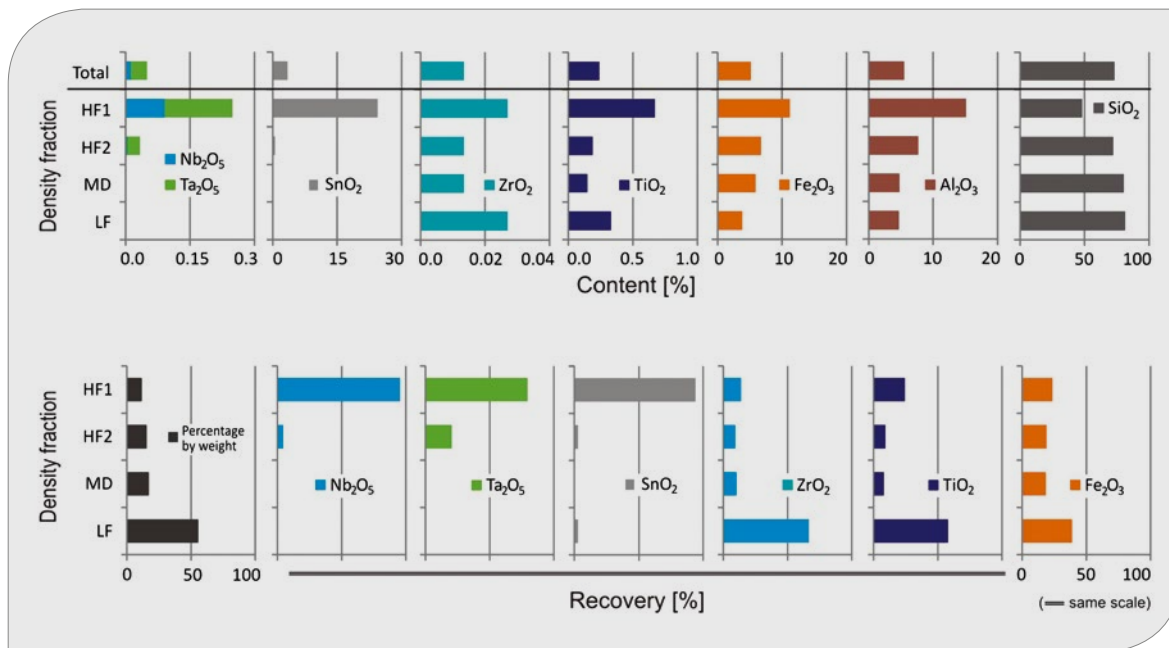 Density fraction
Total
HF1
HF2
MD
LF
Nb₂O₅
Ta₂O₅
SnO₂
ZrO₂
TiO₂
Fe₂O₃
Al₂O₃
SiO₂
0.0 0.15 0.3
0 15 30
0.0 0.02 0.04
0.0 0.5 1.0
0 10 20
0 10 20
0 50 100
Content [%]
Density fraction
HF1
HF2
MD
LF
Percentage
by weight
Nb₂O₅
Ta₂O₅
SnO₂
ZrO₂
TiO₂
Fe₂O₃
0 50 100
0 50 100
Recovery [%]
(— same scale)